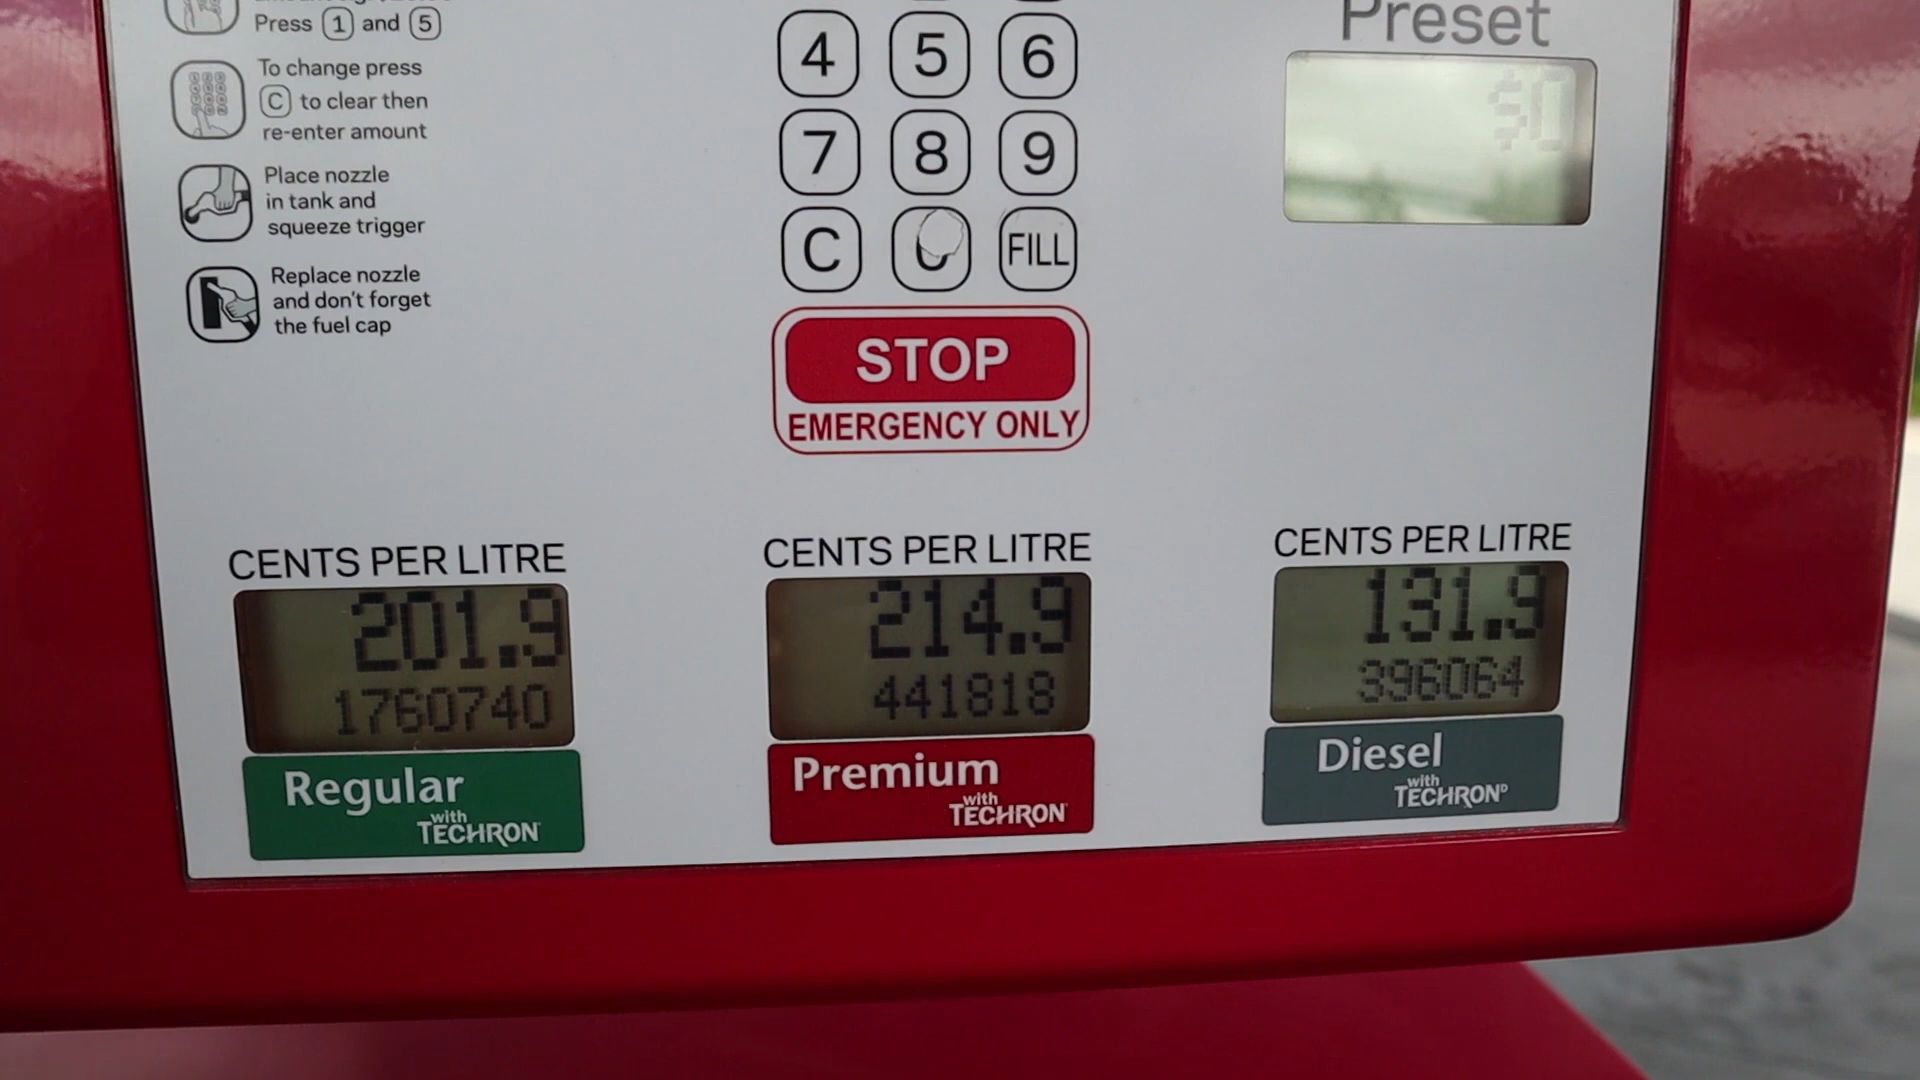 Press 1 and 5
To change press
C to clear then
re-enter amount
Place nozzle
in tank and
squeeze trigger
Replace nozzle
and don't forget
the fuel cap
4 5 6
7 8 9
C 0 FILL
STOP
EMERGENCY ONLY
Preset
$0
CENTS PER LITRE
201.9
1760740
Regular
with
TECHRON
CENTS PER LITRE
214.9
441818
Premium
with
TECHRON
CENTS PER LITRE
131.9
396064
Diesel
with
TECHRON D